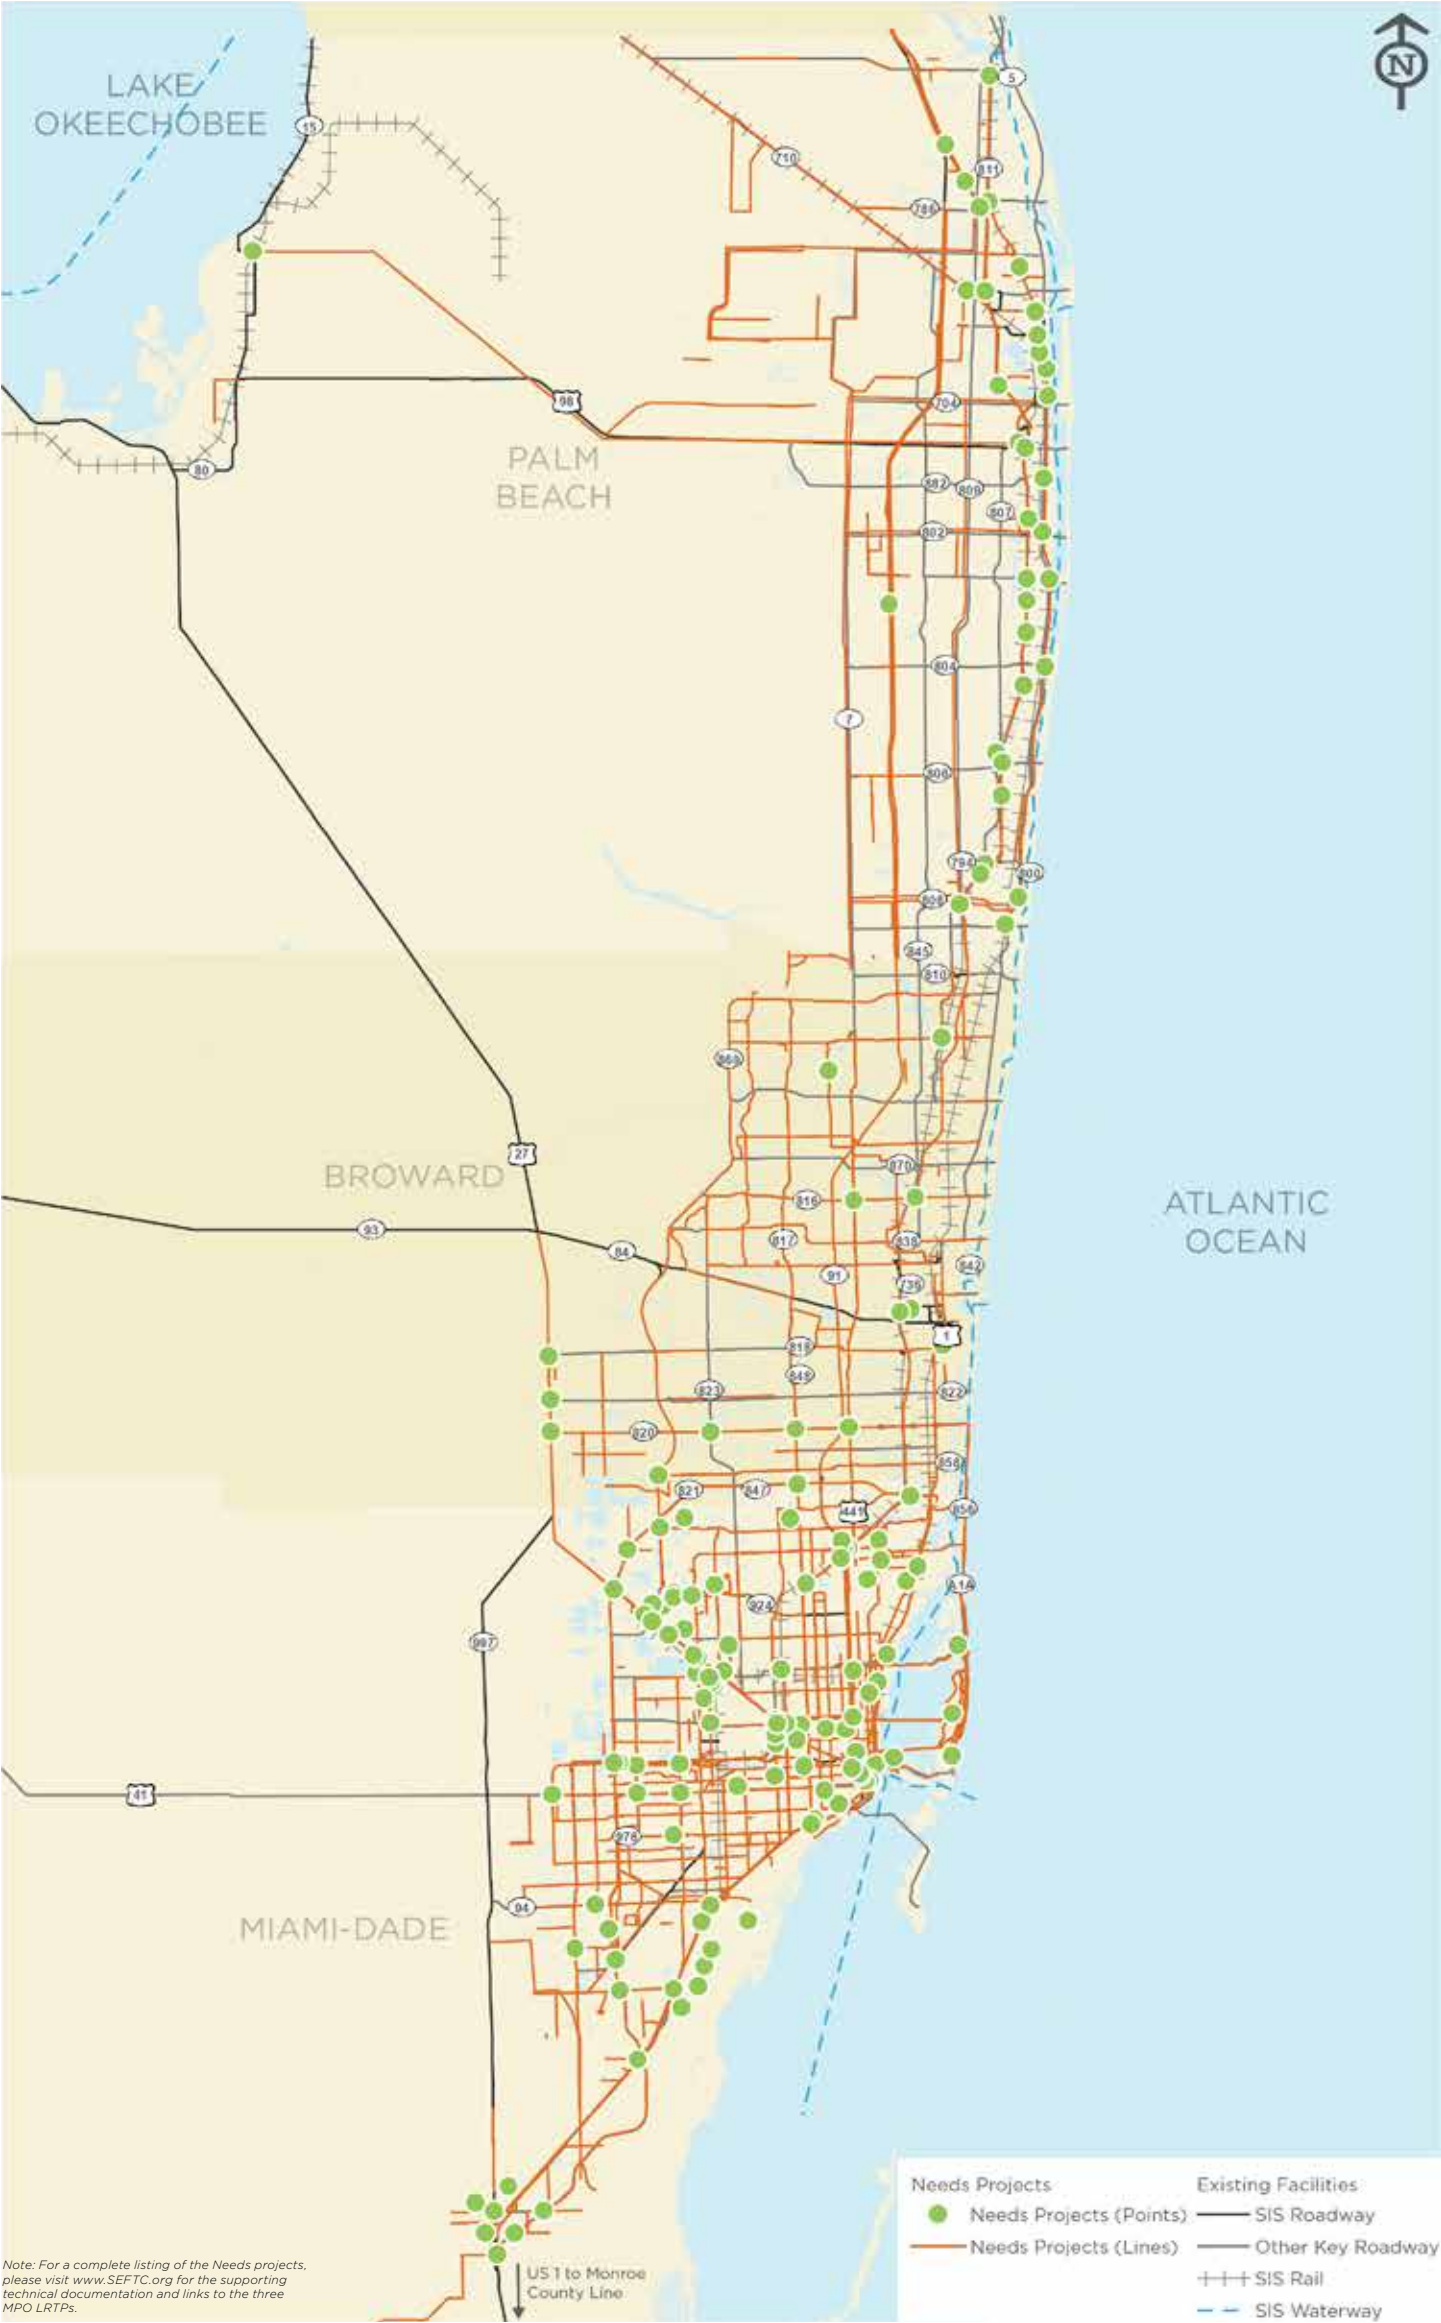 LAKE
OKEECHOBEE
N
5
15
710
811
786
98
704
PALM
BEACH
80
882
809
807
802
804
7
806
794
800
808
845
810
869
27
BROWARD
870
816
ATLANTIC
OCEAN
93
817
838
84
842
91
736
1
818
848
823
822
820
858
821
847
441
856
A1A
924
997
41
976
94
MIAMI-DADE
Needs Projects
Needs Projects (Points)
Needs Projects (Lines)
Existing Facilities
SIS Roadway
Other Key Roadway
SIS Rail
SIS Waterway
US 1 to Monroe
County Line
Note: For a complete listing of the Needs projects,
please visit www.SEFTC.org for the supporting
technical documentation and links to the three
MPO LRTPs.